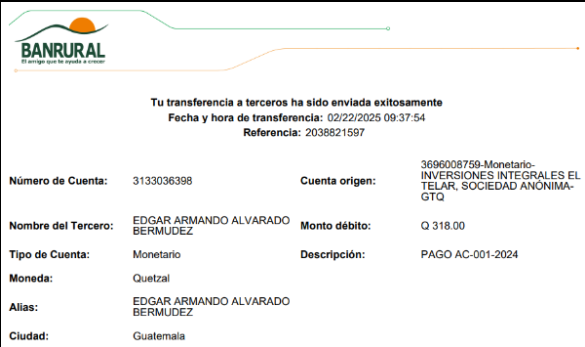 BANRURAL
El amigo que te ayuda a crecer
Tu transferencia a terceros ha sido enviada exitosamente
Fecha y hora de transferencia: 02/22/2025 09:37:54
Referencia: 2038821597
Número de Cuenta: 3133036398
Cuenta origen: 3696008759-Monetario-
INVERSIONES INTEGRALES EL
TELAR, SOCIEDAD ANÓNIMA-
GTQ
Nombre del Tercero: EDGAR ARMANDO ALVARADO
BERMUDEZ
Monto débito: Q 318.00
Tipo de Cuenta: Monetario
Descripción: PAGO AC-001-2024
Moneda: Quetzal
Alias: EDGAR ARMANDO ALVARADO
BERMUDEZ
Ciudad: Guatemala